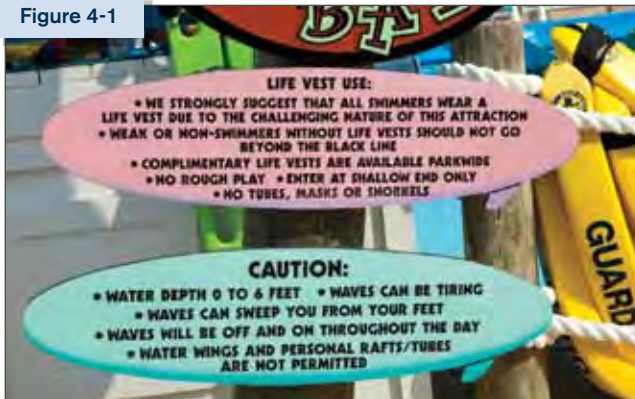 Figure 4-1
LIFE VEST USE:
• WE STRONGLY SUGGEST THAT ALL SWIMMERS WEAR A
LIFE VEST DUE TO THE CHALLENGING NATURE OF THIS ATTRACTION
• WEAK OR NON-SWIMMERS WITHOUT LIFE VESTS SHOULD NOT GO
BEYOND THE BLACK LINE
• COMPLIMENTARY LIFE VESTS ARE AVAILABLE PARKWIDE
• NO ROUGH PLAY • ENTER AT SHALLOW END ONLY
• NO TUBES, MASKS OR SNORKELS
GUARD
CAUTION:
• WATER DEPTH 0 TO 6 FEET • WAVES CAN BE TIRING
• WAVES CAN SWEEP YOU FROM YOUR FEET
• WAVES WILL BE OFF AND ON THROUGHOUT THE DAY
• WATER WINGS AND PERSONAL RAFTS/TUBES
ARE NOT PERMITTED